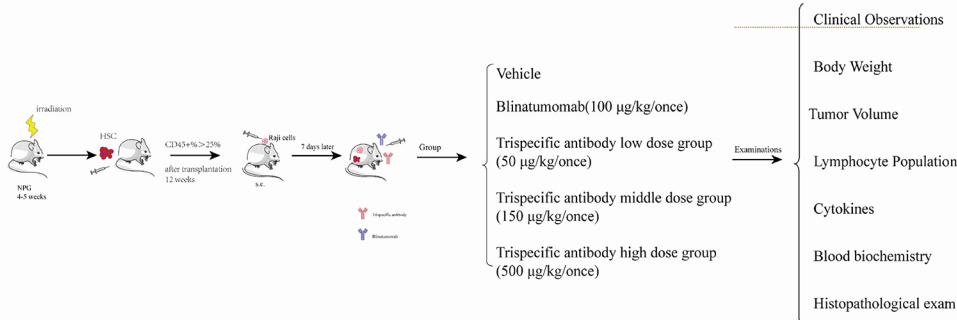 irradiation
NPG
4-5 weeks
HSC
CD45+%>25%
after transplantation
12 weeks
Raji cells
s.c.
7 days later
Trispecific antibody
Blinatumomab
Group
Vehicle
Blinatumomab(100 μg/kg/once)
Trispecific antibody low dose group
(50 μg/kg/once)
Trispecific antibody middle dose group
(150 μg/kg/once)
Trispecific antibody high dose group
(500 μg/kg/once)
Examinations
Clinical Observations
Body Weight
Tumor Volume
Lymphocyte Population
Cytokines
Blood biochemistry
Histopathological exam